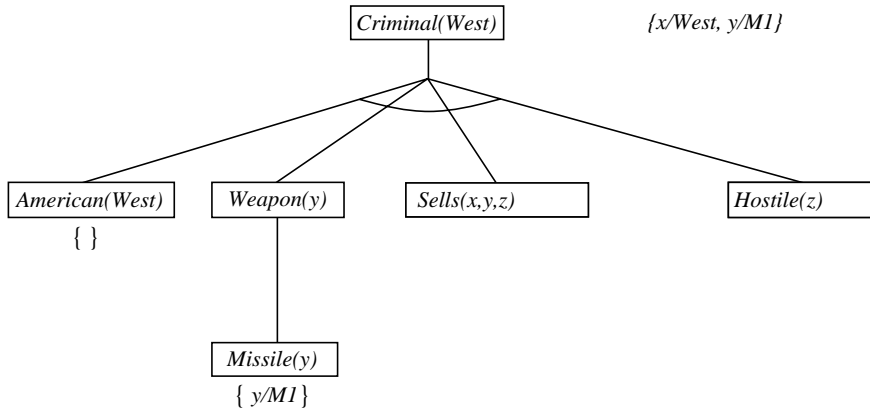 Criminal(West)
{x/West, y/M1}
American(West)
Weapon(y)
Sells(x,y,z)
Hostile(z)
{ }
Missile(y)
{ y/M1}